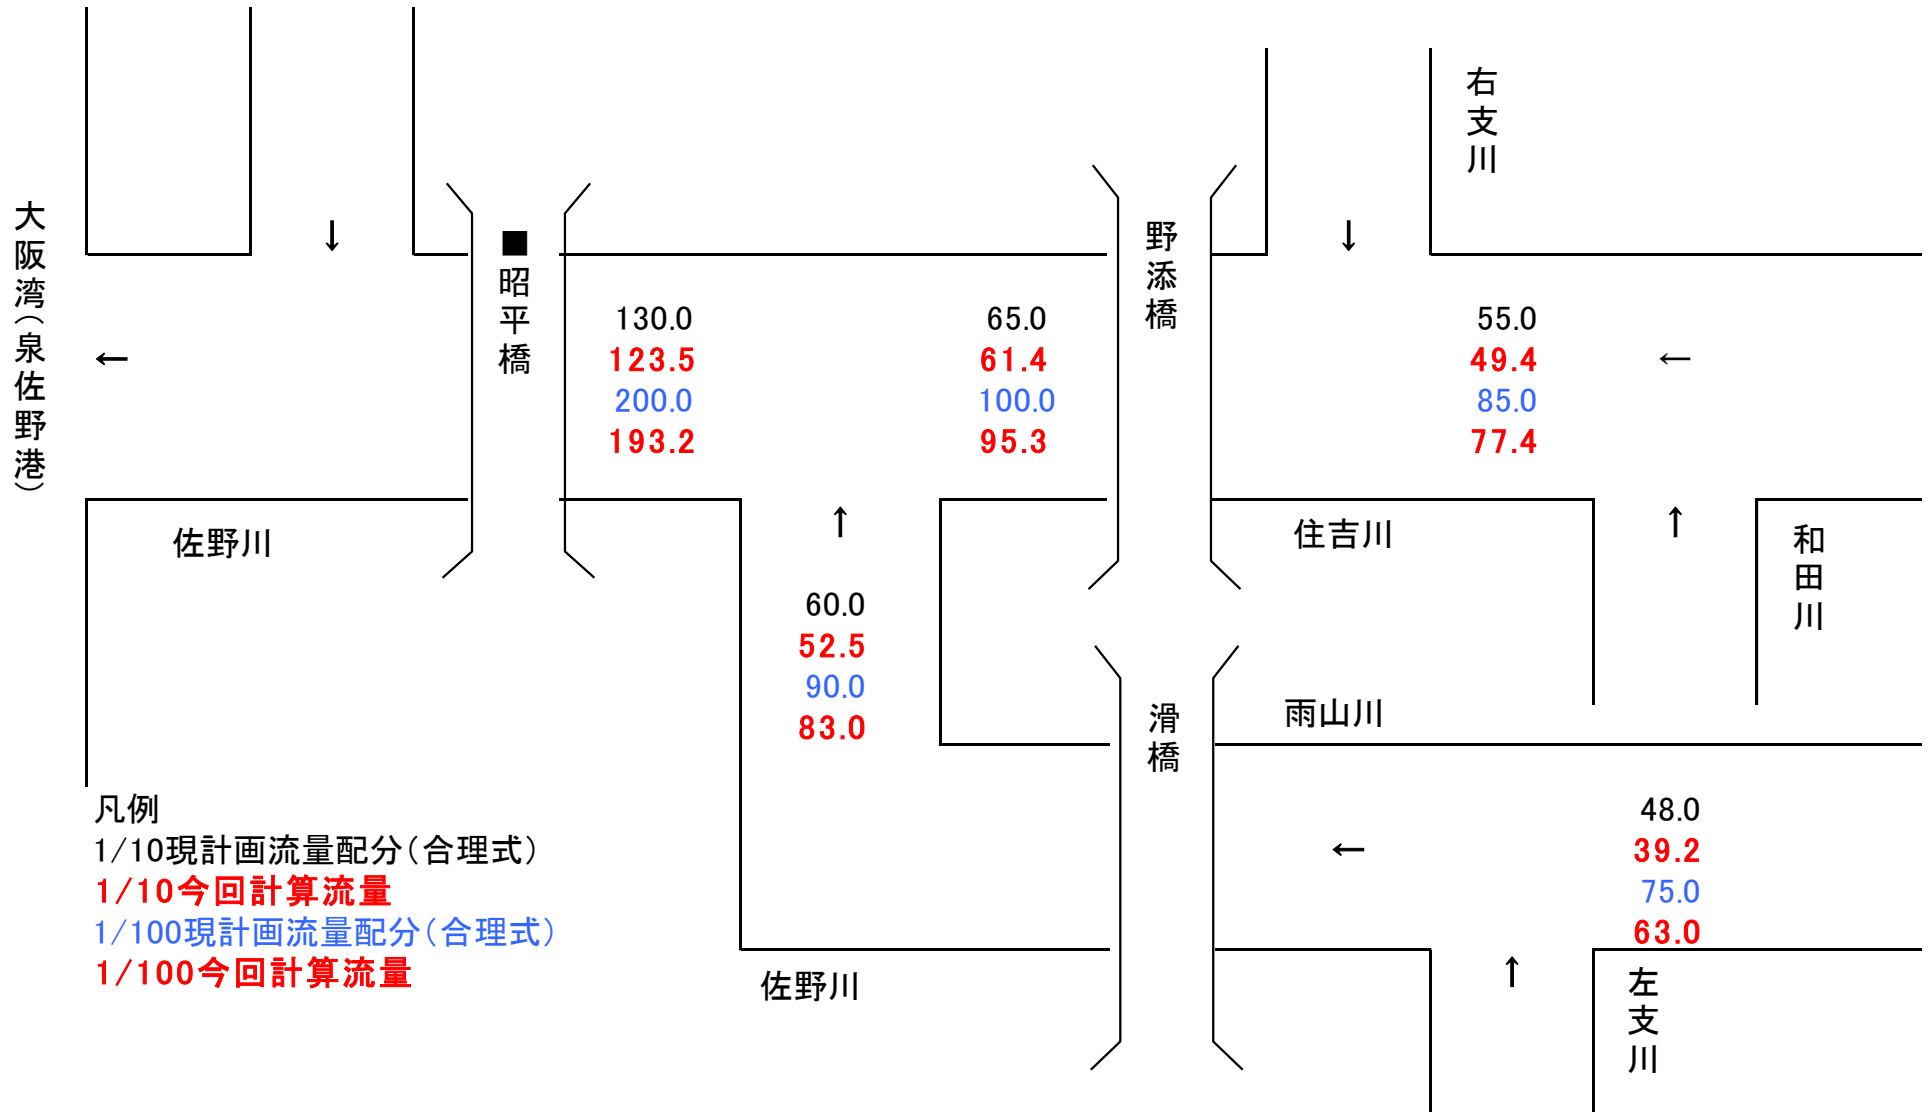 大阪湾（泉佐野港）
←
↓
■昭平橋
130.0
123.5
200.0
193.2
65.0
61.4
100.0
95.3
野添橋
↓
右支川
55.0
49.4
85.0
77.4
←
佐野川
↑
住吉川
↑
和田川
60.0
52.5
90.0
83.0
滑橋
雨山川
←
48.0
39.2
75.0
63.0
佐野川
↑
左支川
凡例
1/10現計画流量配分（合理式）
1/10今回計算流量
1/100現計画流量配分（合理式）
1/100今回計算流量